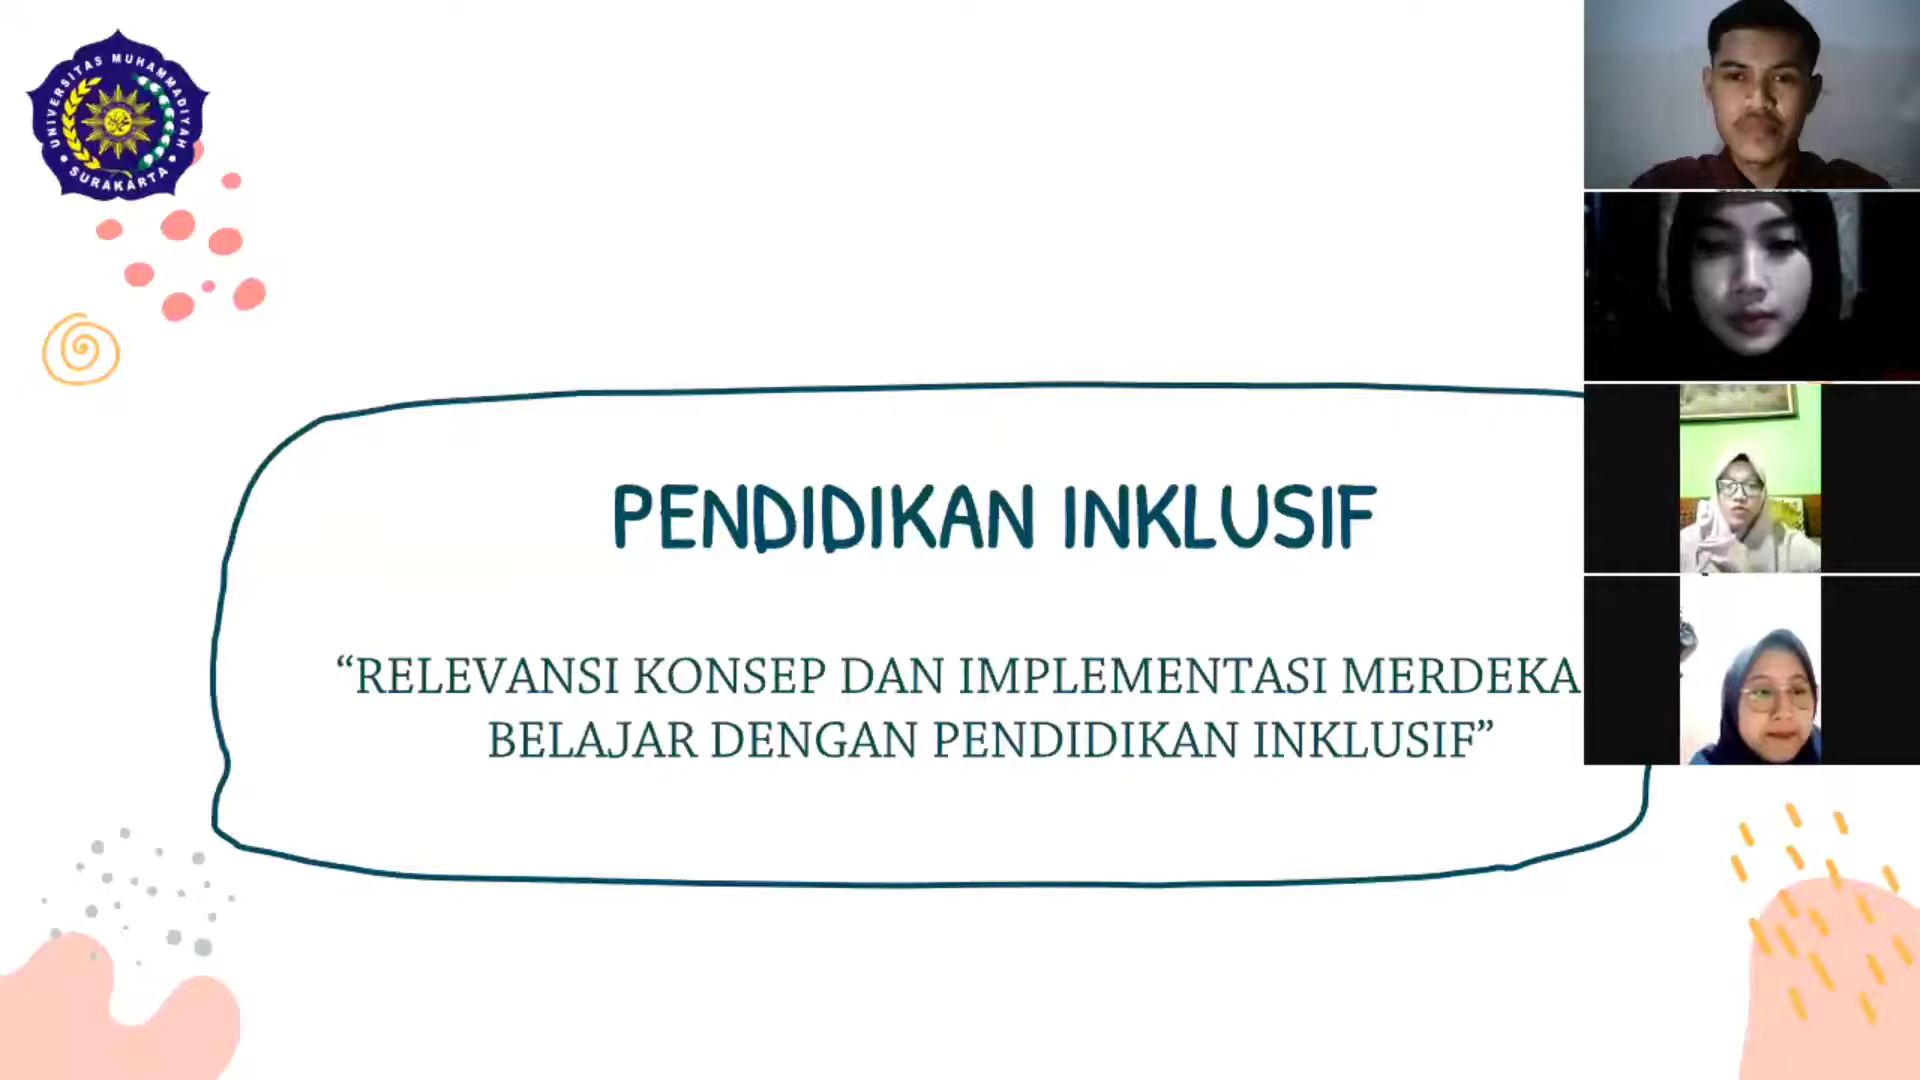 UNIVERSITAS MUHAMMADIYAH
SURAKARTA
PENDIDIKAN INKLUSIF
“RELEVANSI KONSEP DAN IMPLEMENTASI MERDEKA
BELAJAR DENGAN PENDIDIKAN INKLUSIF”